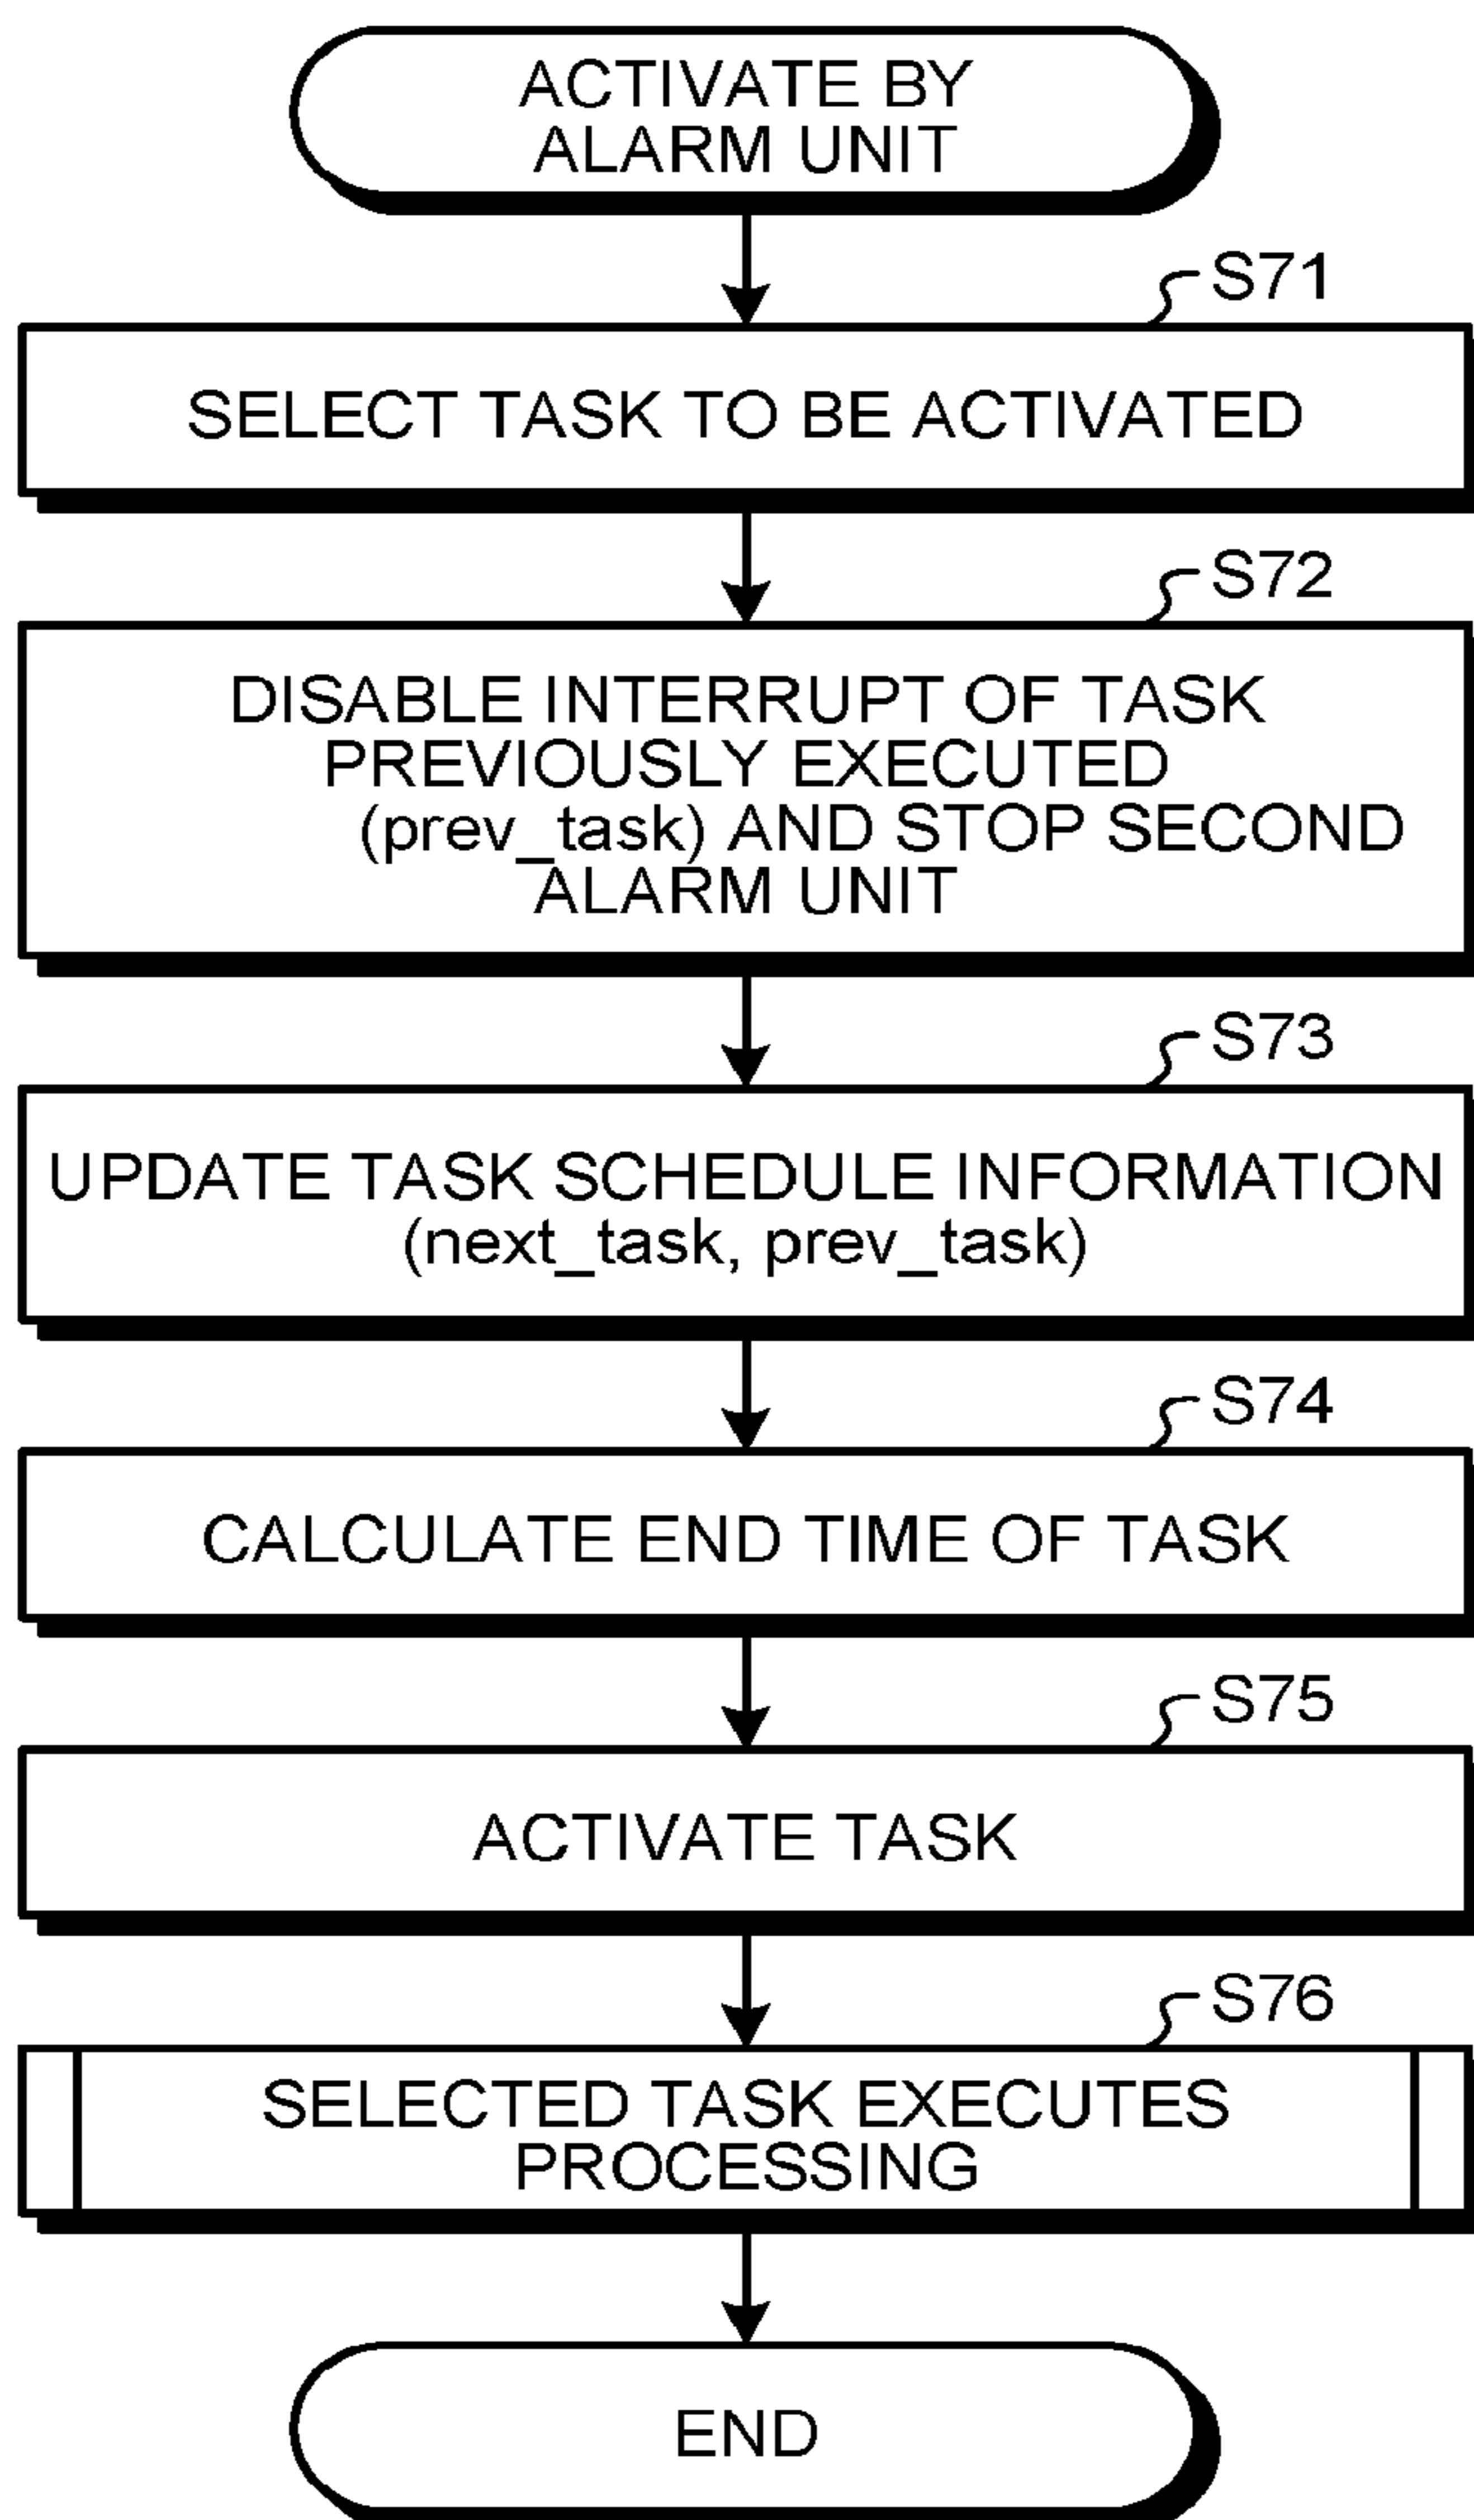 ACTIVATE BY
ALARM UNIT
S71
SELECT TASK TO BE ACTIVATED
S72
DISABLE INTERRUPT OF TASK
PREVIOUSLY EXECUTED
(prev_task) AND STOP SECOND
ALARM UNIT
S73
UPDATE TASK SCHEDULE INFORMATION
(next_task, prev_task)
S74
CALCULATE END TIME OF TASK
S75
ACTIVATE TASK
S76
SELECTED TASK EXECUTES
PROCESSING
END